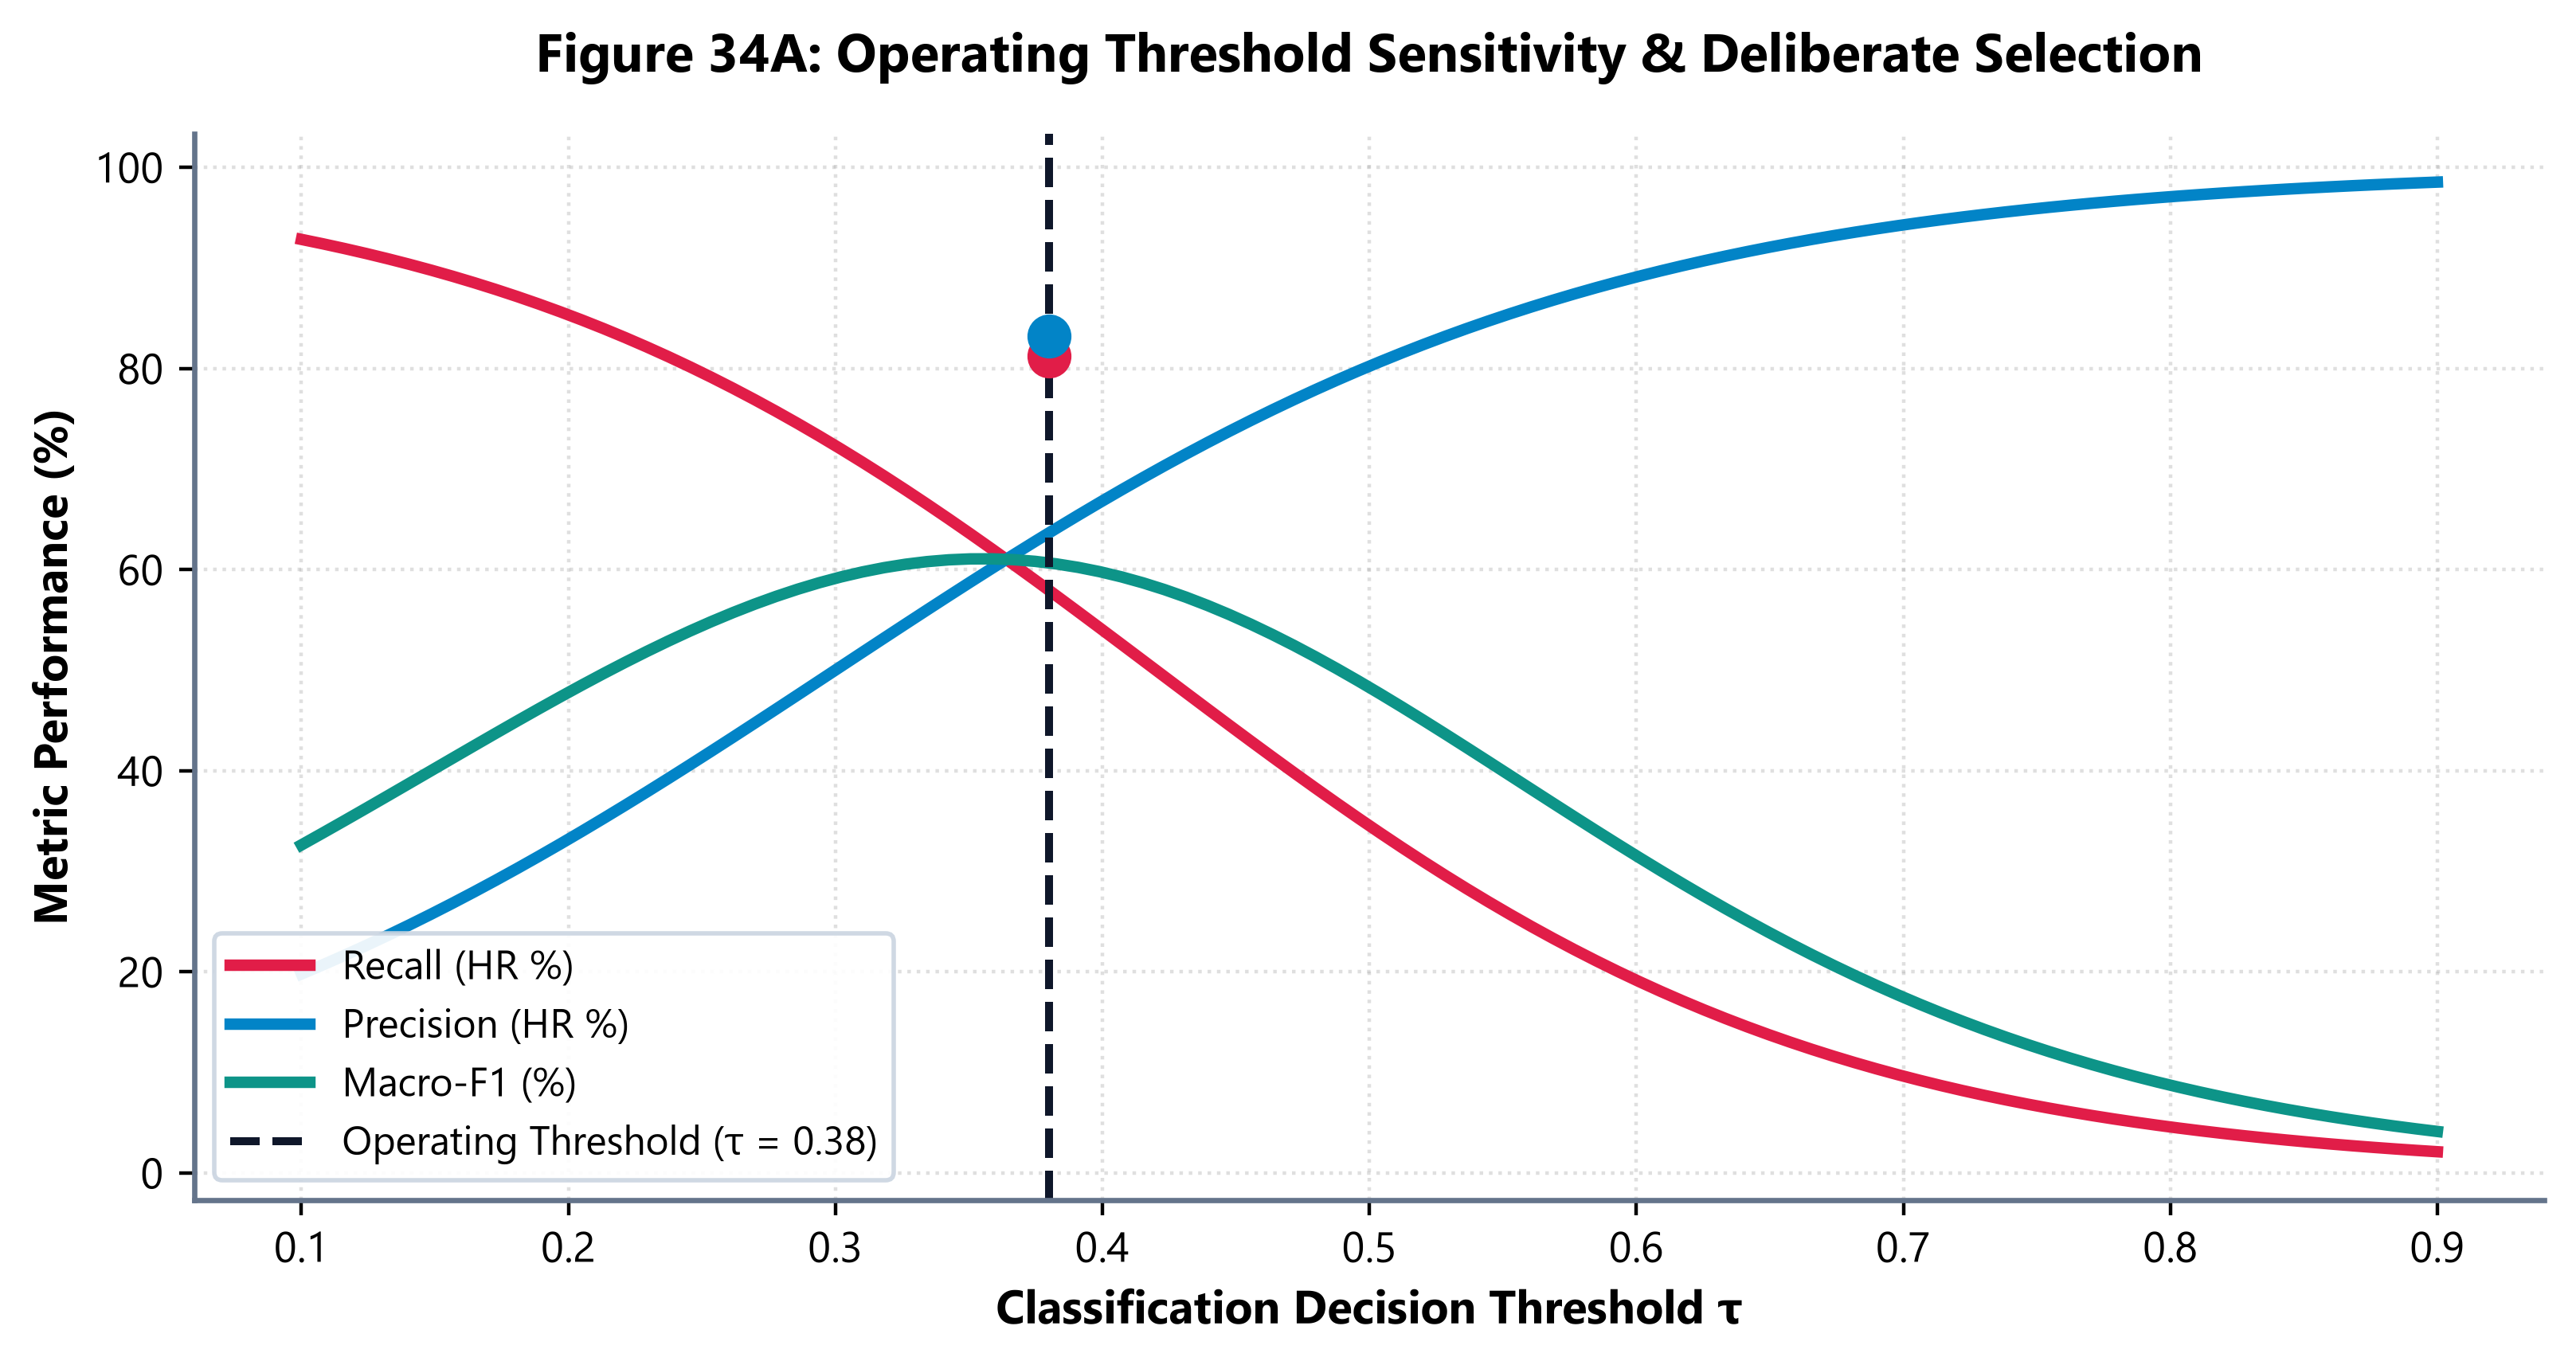 Figure 34A: Operating Threshold Sensitivity & Deliberate Selection
Metric Performance (%)
100
80
60
40
20
0
Recall (HR %)
Precision (HR %)
Macro-F1 (%)
Operating Threshold (τ = 0.38)
0.1 0.2 0.3 0.4 0.5 0.6 0.7 0.8 0.9
Classification Decision Threshold τ